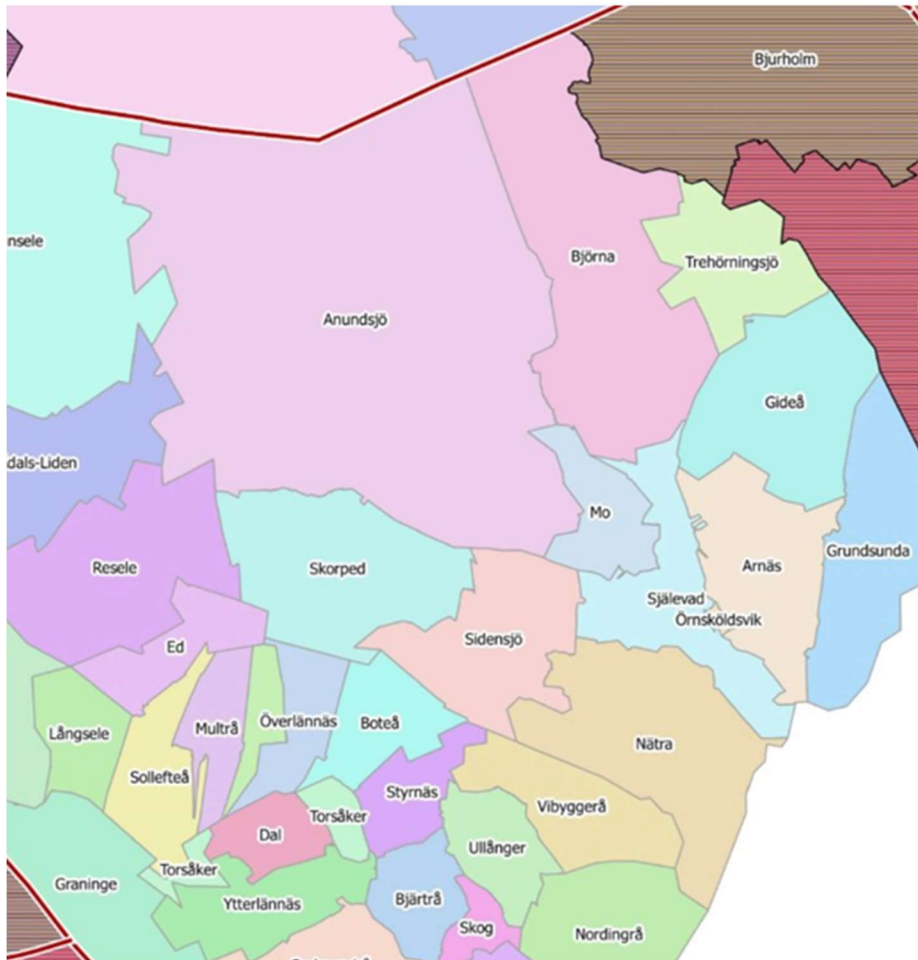 Bjurholm
nsele
Björna
Trehörningsjö
Anundsjö
Gideå
dals-Liden
Mo
Grundsunda
Resele
Skorped
Arnäs
Själevad
Örnsköldsvik
Sidensjö
Ed
Långsele
Multrå
Överlännäs
Boteå
Nätra
Sollefteå
Styrnäs
Vibyggerå
Torsåker
Dal
Ullånger
Torsåker
Graninge
Ytterlännäs
Bjärtrå
Skog
Nordingrå